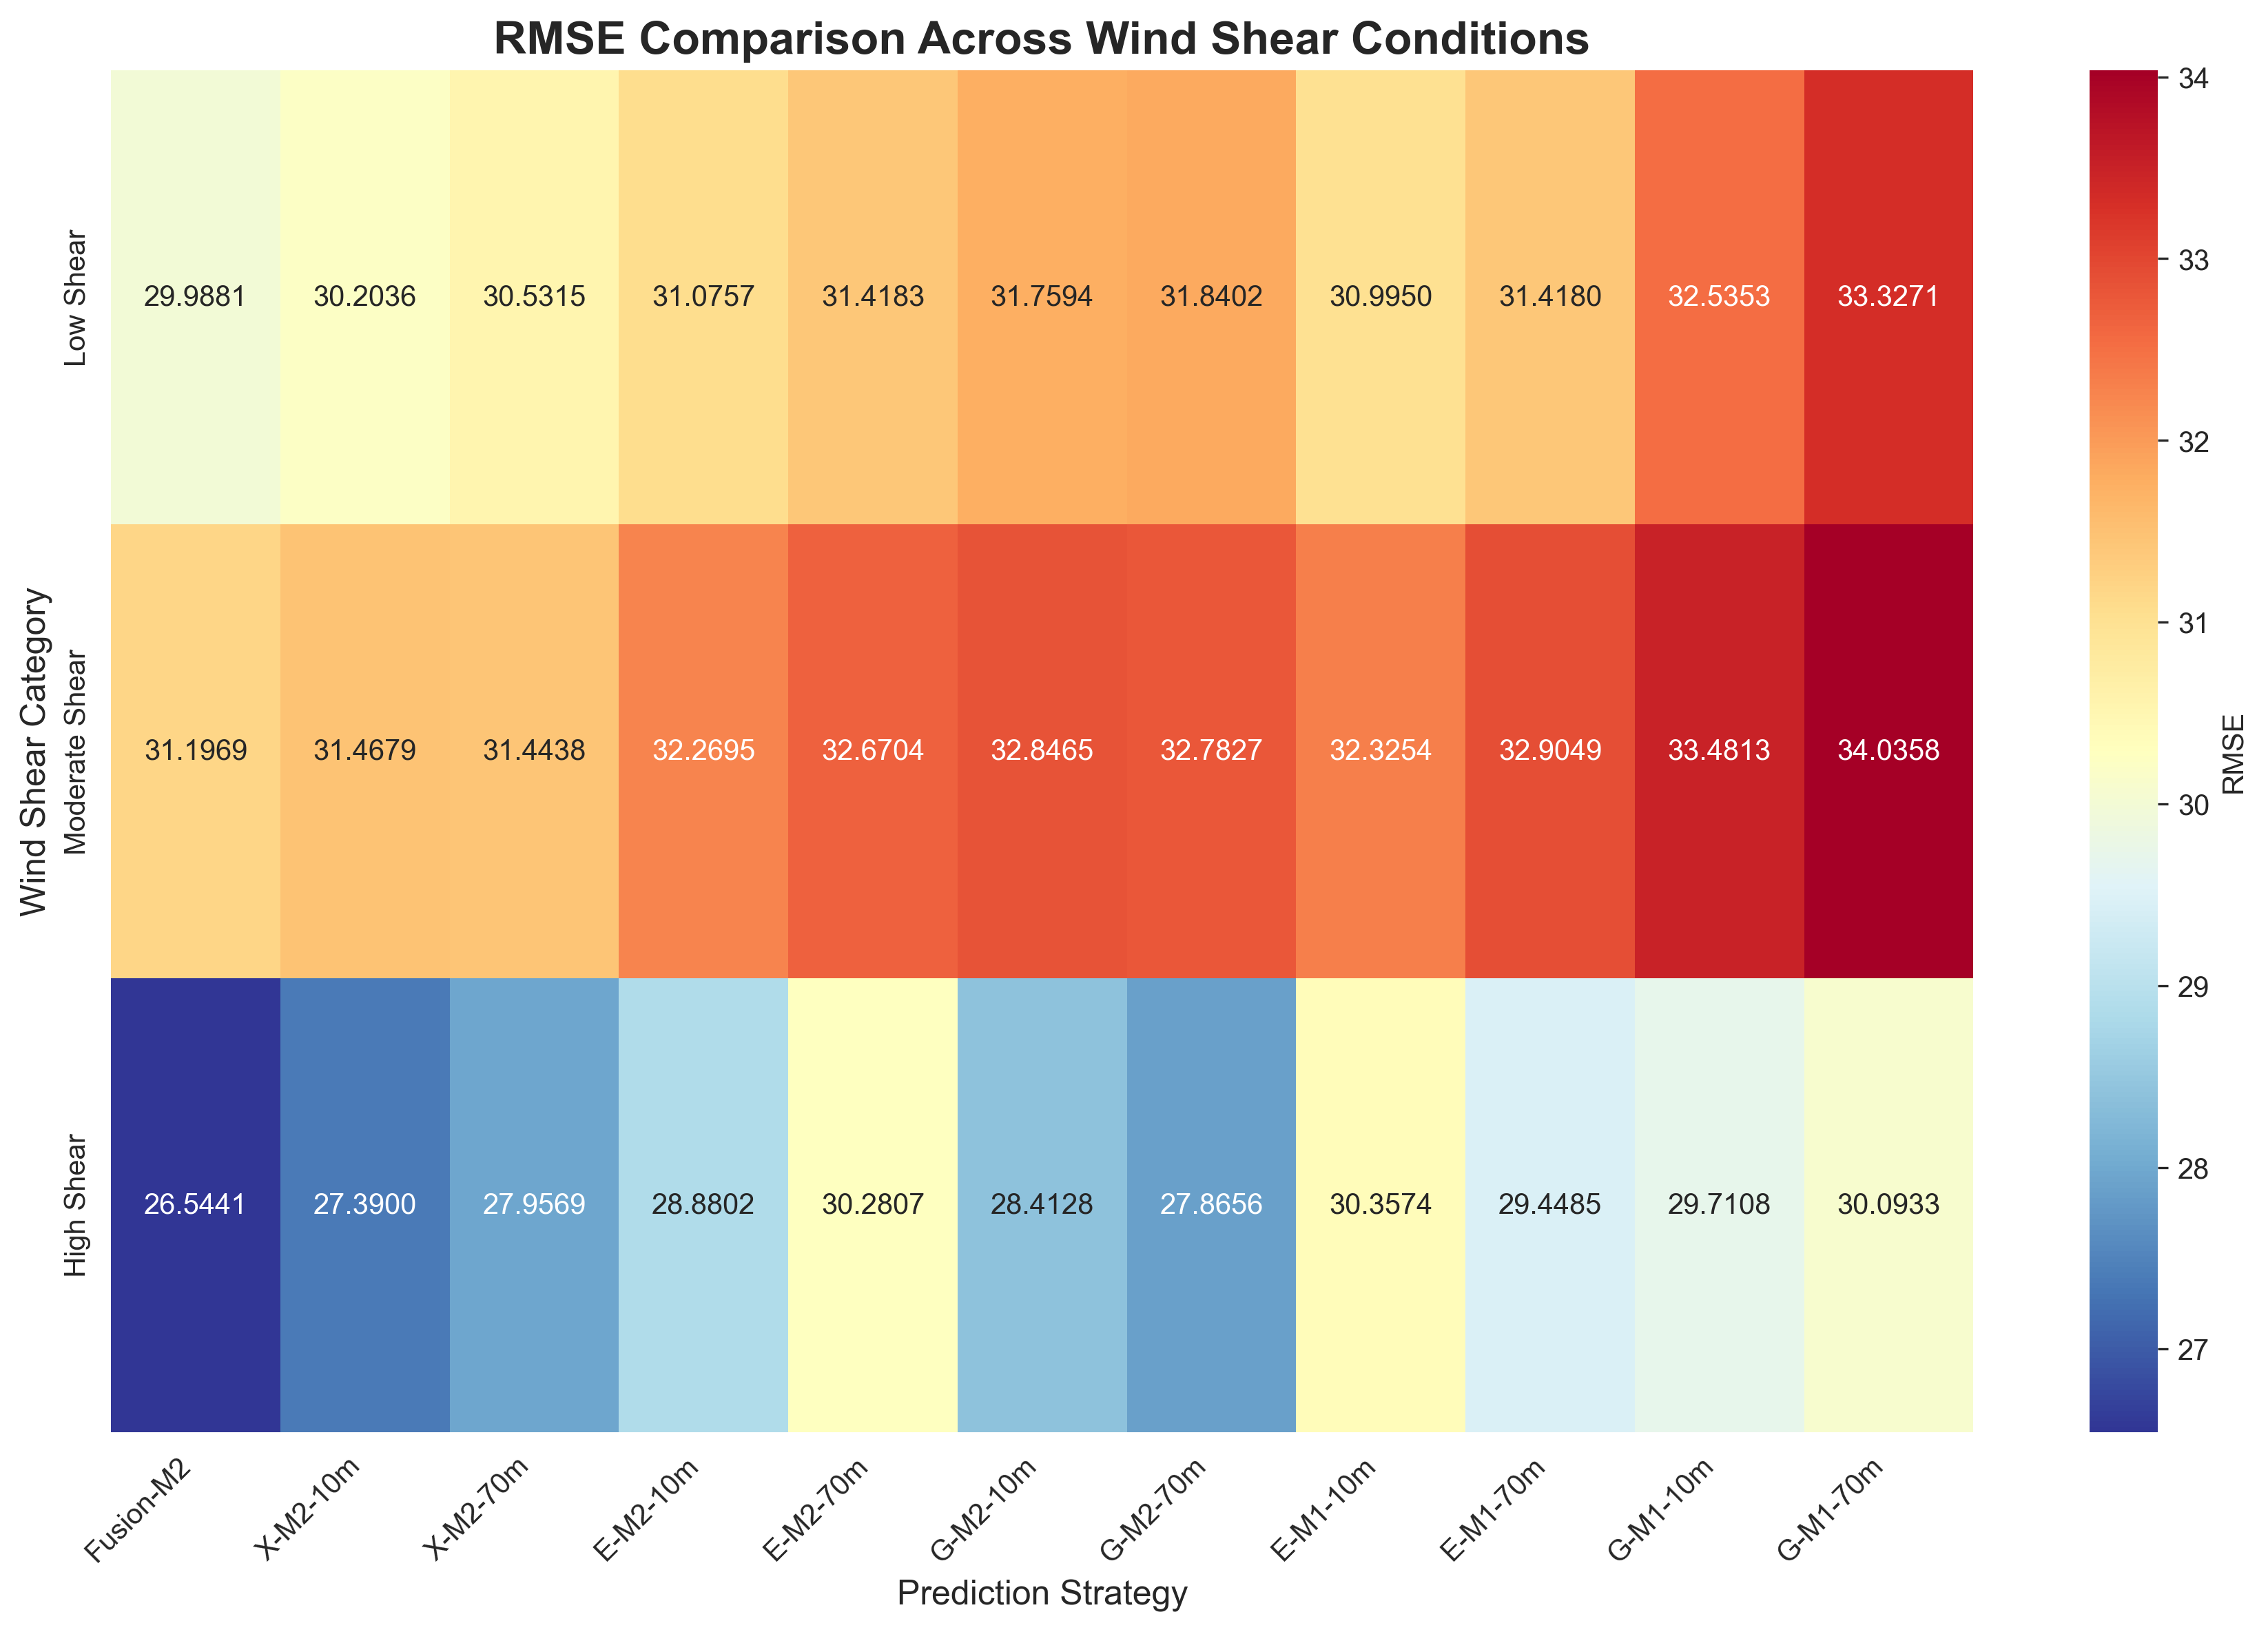 RMSE Comparison Across Wind Shear Conditions
Wind Shear Category
Low Shear
29.9881 30.2036 30.5315 31.0757 31.4183 31.7594 31.8402 30.9950 31.4180 32.5353 33.3271
Moderate Shear
31.1969 31.4679 31.4438 32.2695 32.6704 32.8465 32.7827 32.3254 32.9049 33.4813 34.0358
High Shear
26.5441 27.3900 27.9569 28.8802 30.2807 28.4128 27.8656 30.3574 29.4485 29.7108 30.0933
Fusion-M2 X-M2-10m X-M2-70m E-M2-10m E-M2-70m G-M2-10m G-M2-70m E-M1-10m E-M1-70m G-M1-10m G-M1-70m
Prediction Strategy
34
33
32
31
30
29
28
27
RMSE